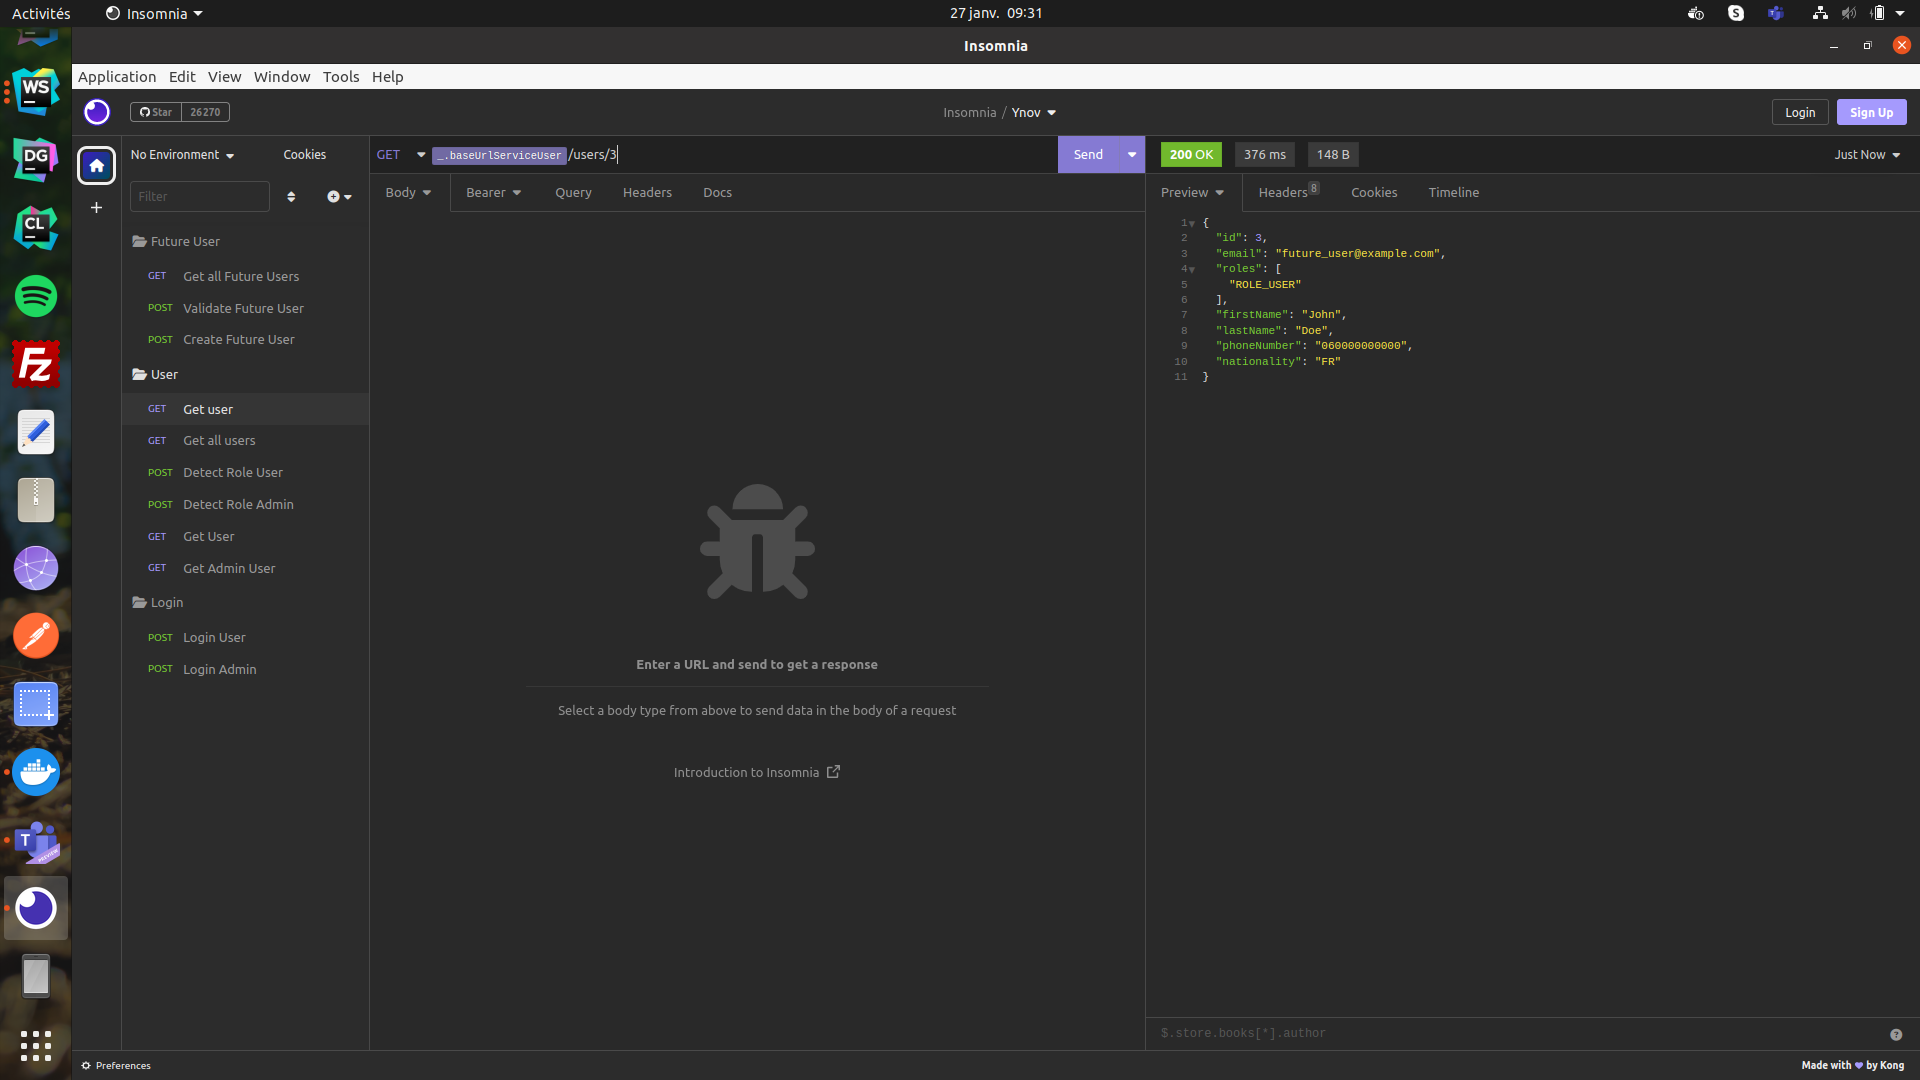 Activités
Insomnia
27 janv. 09:31
Insomnia
Application Edit View Window Tools Help
Star 26270
Insomnia / Ynov
Login
Sign Up
No Environment
Cookies
GET _.baseUrlServiceUser /users/3
Send
200 OK
376 ms
148 B
Just Now
Filter
Body
Bearer
Query
Headers
Docs
Preview
Headers 8
Cookies
Timeline
Future User
GET Get all Future Users
POST Validate Future User
POST Create Future User
User
GET Get user
GET Get all users
POST Detect Role User
POST Detect Role Admin
GET Get User
GET Get Admin User
Login
POST Login User
POST Login Admin
Enter a URL and send to get a response
Select a body type from above to send data in the body of a request
Introduction to Insomnia
1 {
2 "id": 3,
3 "email": "future_user@example.com",
4 "roles": [
5 "ROLE_USER"
6 ],
7 "firstName": "John",
8 "lastName": "Doe",
9 "phoneNumber": "060000000000",
10 "nationality": "FR"
11 }
$.store.books[*].author
Preferences
Made with by Kong
WS
DG
CL
Fz
T
PREVIEW
S